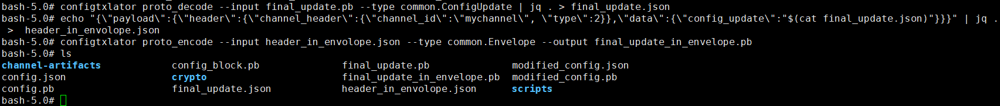 bash-5.0# configtxlator proto_decode --input final_update.pb --type common.ConfigUpdate | jq . > final_update.json
bash-5.0# echo "{\"payload\":{\"header\":{\"channel_header\":{\"channel_id\":\"mychannel\", \"type\":2}},\"data\":{\"config_update\":"$(cat final_update.json)"}}}" | jq .
 >  header_in_envolope.json
bash-5.0# configtxlator proto_encode --input header_in_envolope.json --type common.Envelope --output final_update_in_envelope.pb
bash-5.0# ls
channel-artifacts config_block.pb final_update.pb modified_config.json
config.json crypto final_update_in_envelope.pb modified_config.pb
config.pb final_update.json header_in_envolope.json scripts
bash-5.0#